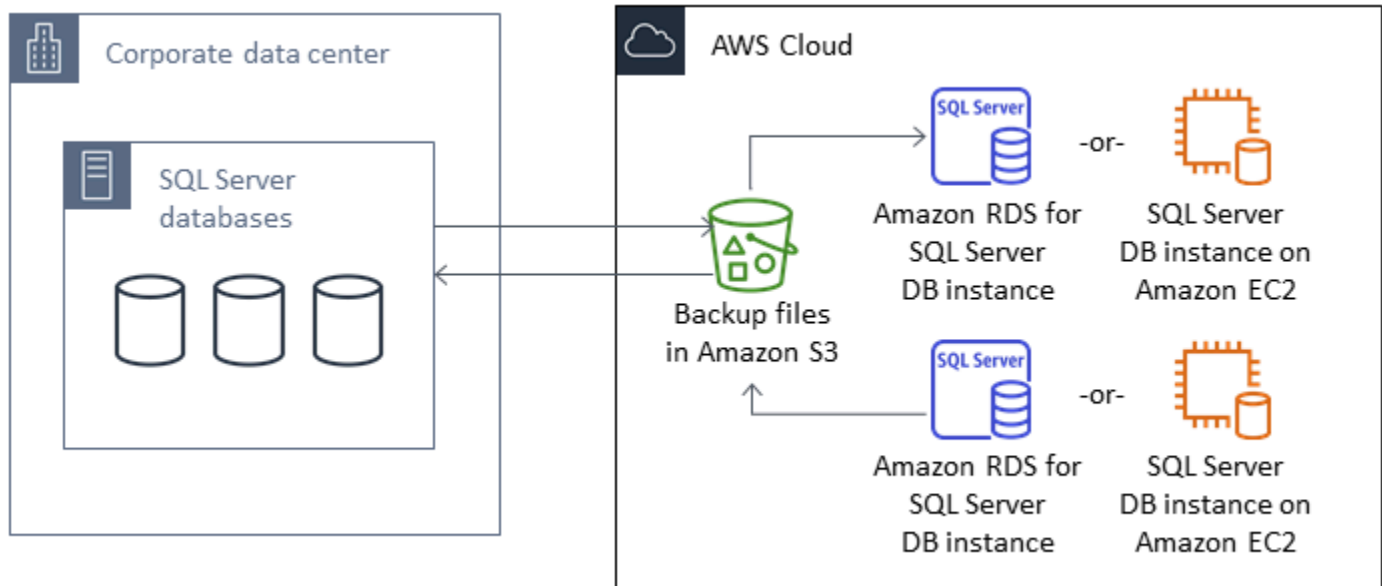 Corporate data center
SQL Server
databases
AWS Cloud
SQL Server
-or-
Amazon RDS for
SQL Server
DB instance
SQL Server
DB instance on
Amazon EC2
Backup files
in Amazon S3
SQL Server
-or-
Amazon RDS for
SQL Server
DB instance
SQL Server
DB instance on
Amazon EC2